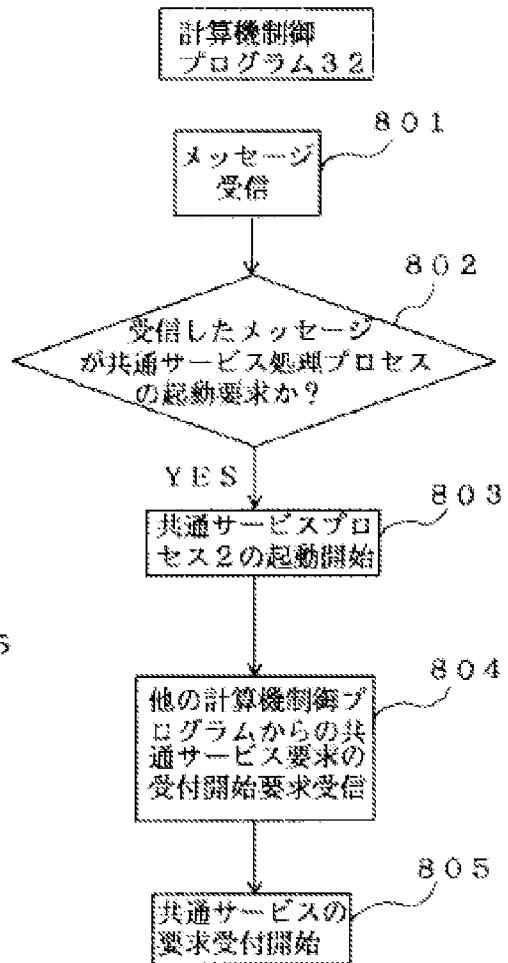 計算機制御
プログラム32
801
メッセージ
受信
802
受信したメッセージ
が共通サービス処理プロセス
の起動要求か？
YES
803
共通サービスプロ
セス2の起動開始
804
他の計算機制御プ
ログラムからの共
通サービス要求の
受付開始要求受信
805
共通サービスの
要求受付開始